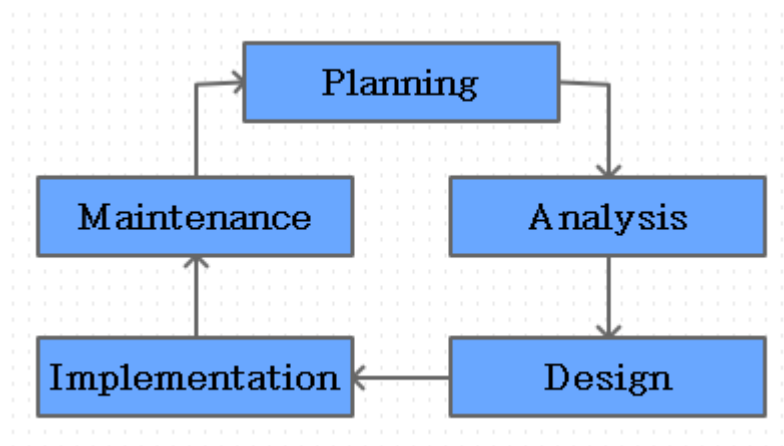 Planning
Maintenance
Analysis
Implementation
Design